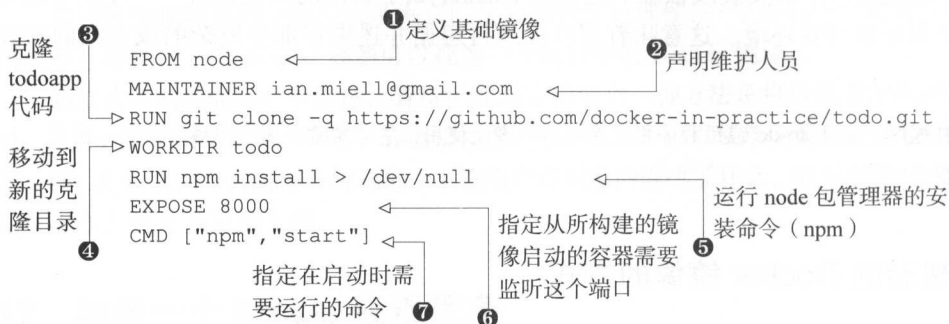 ❶定义基础镜像
❸
克隆
todoapp
代码
FROM node
❷声明维护人员
MAINTAINER ian.miell@gmail.com
RUN git clone -q https://github.com/docker-in-practice/todo.git
移动到
新的克
隆目录
❹
WORKDIR todo
RUN npm install > /dev/null
运行 node 包管理器的安
装命令（npm）
❺
EXPOSE 8000
指定从所构建的镜
像启动的容器需要
监听这个端口
❻
CMD ["npm","start"]
指定在启动时需
要运行的命令
❼